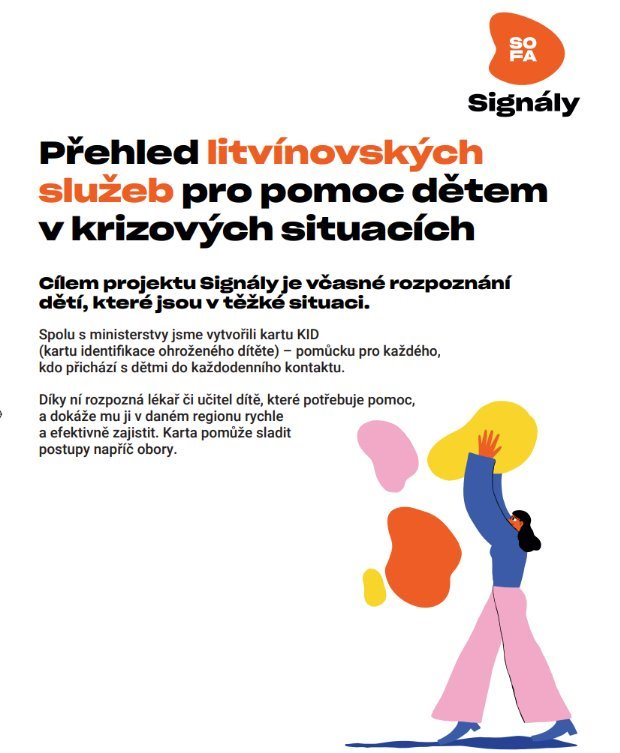 SO
FA
Signály
Přehled litvínovských
služeb pro pomoc dětem
v krizových situacích
Cílem projektu Signály je včasné rozpoznání
dětí, které jsou v těžké situaci.
Spolu s ministerstvy jsme vytvořili kartu KID
(kartu identifikace ohroženého dítěte) – pomůcku pro každého,
kdo přichází s dětmi do každodenního kontaktu.
Díky ní rozpozná lékař či učitel dítě, které potřebuje pomoc,
a dokáže mu ji v daném regionu rychle
a efektivně zajistit. Karta pomůže sladit
postupy napříč obory.